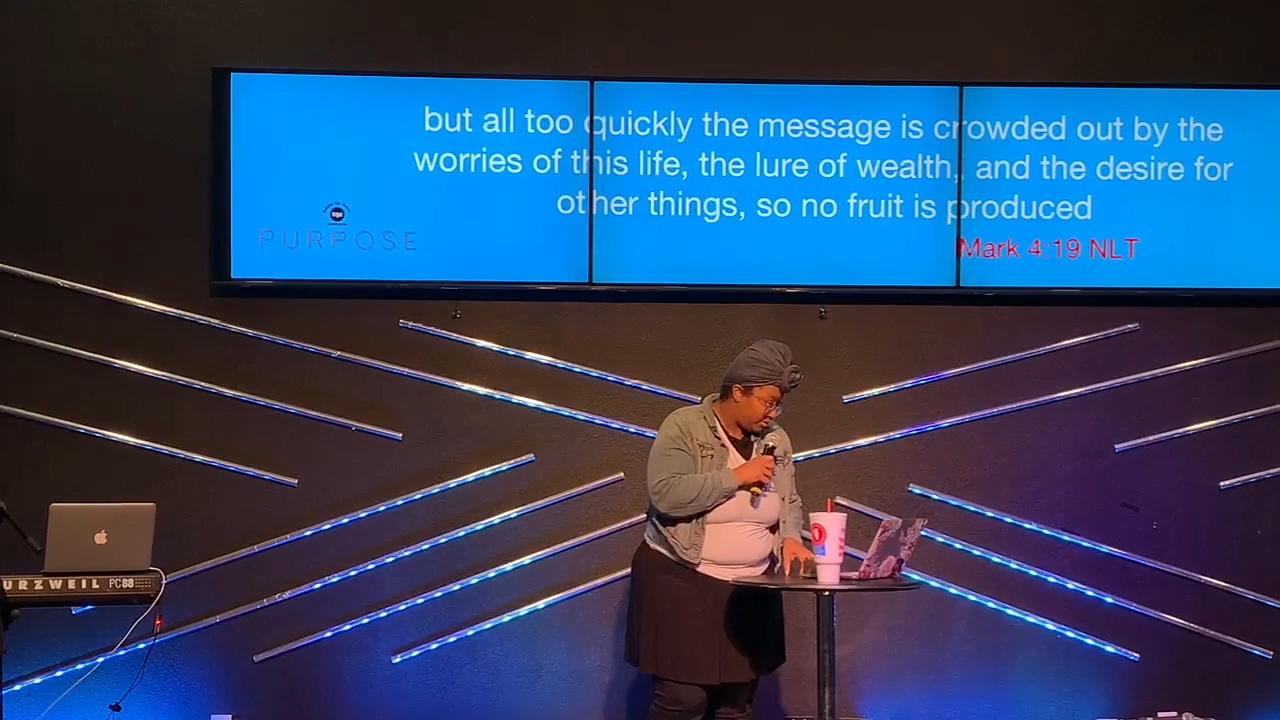 but all too quickly the message is crowded out by the
worries of this life, the lure of wealth, and the desire for
other things, so no fruit is produced
Mark 4:19 NLT
PURPOSE
URZWEIL PC88